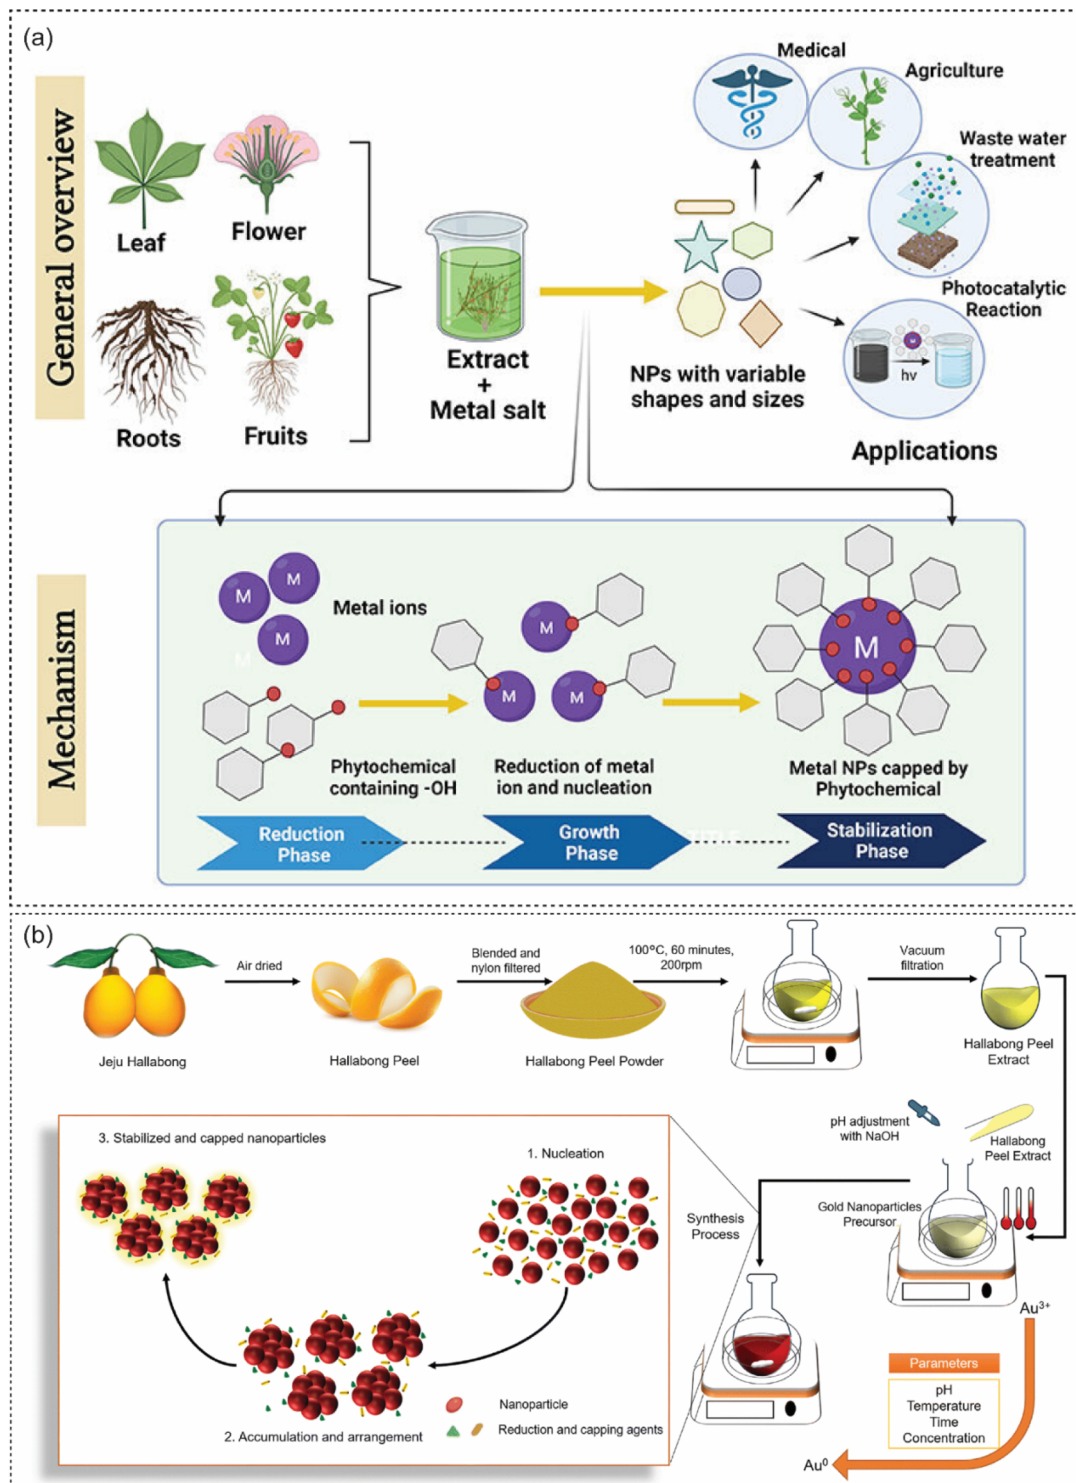 (a)
General overview
Leaf
Flower
Roots
Fruits
Extract
+
Metal salt
NPs with variable
shapes and sizes
Medical
Agriculture
Waste water
treatment
Photocatalytic
Reaction
M
hv
Applications
Mechanism
M
M
M
M
Metal ions
Phytochemical
containing -OH
M
M
M
Reduction of metal
ion and nucleation
M
Metal NPs capped by
Phytochemical
Reduction
Phase
Growth
Phase
TITLE
Stabilization
Phase
(b)
Jeju Hallabong
Air dried
Hallabong Peel
Blended and
nylon filtered
Hallabong Peel Powder
100°C, 60 minutes,
200rpm
Vacuum
filtration
Hallabong Peel
Extract
pH adjustment
with NaOH
Hallabong
Peel Extract
Gold Nanoparticles
Precursor
Synthesis
Process
3. Stabilized and capped nanoparticles
1. Nucleation
2. Accumulation and arrangement
Nanoparticle
Reduction and capping agents
Au³⁺
Parameters
pH
Temperature
Time
Concentration
Au⁰